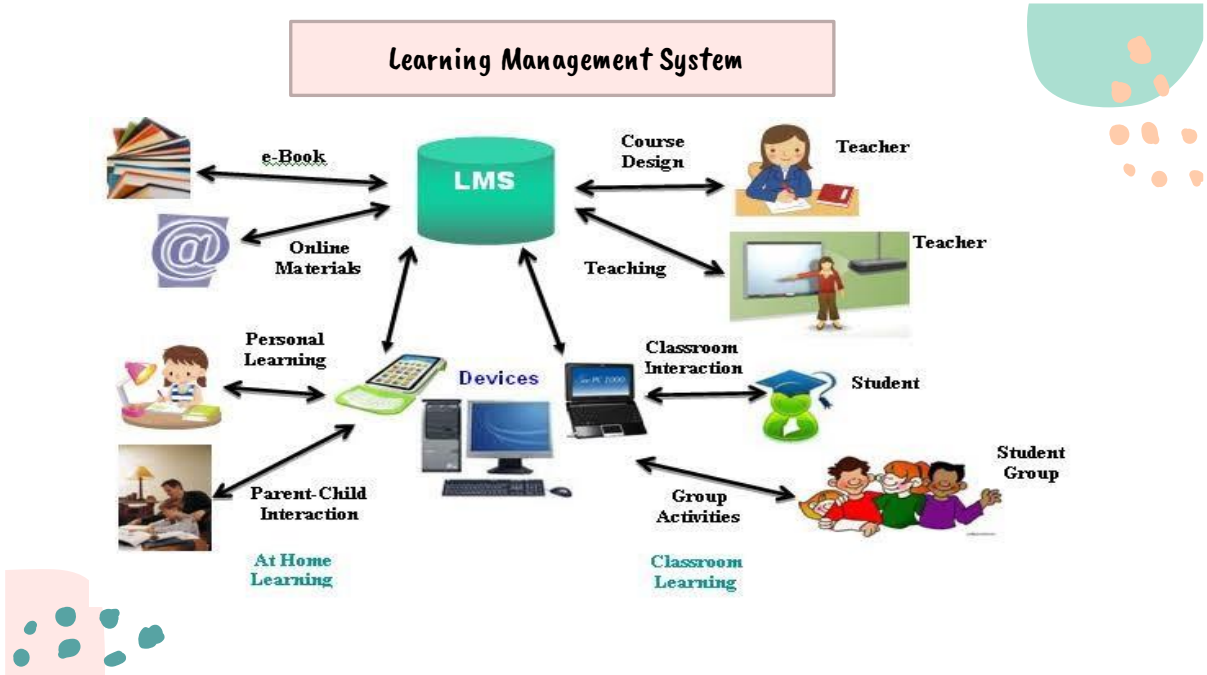 Learning Management System
e-Book
LMS
Course
Design
Teacher
Online
Materials
Teaching
Teacher
Personal
Learning
Devices
Classroom
Interaction
Student
Parent-Child
Interaction
Group
Activities
Student
Group
At Home
Learning
Classroom
Learning